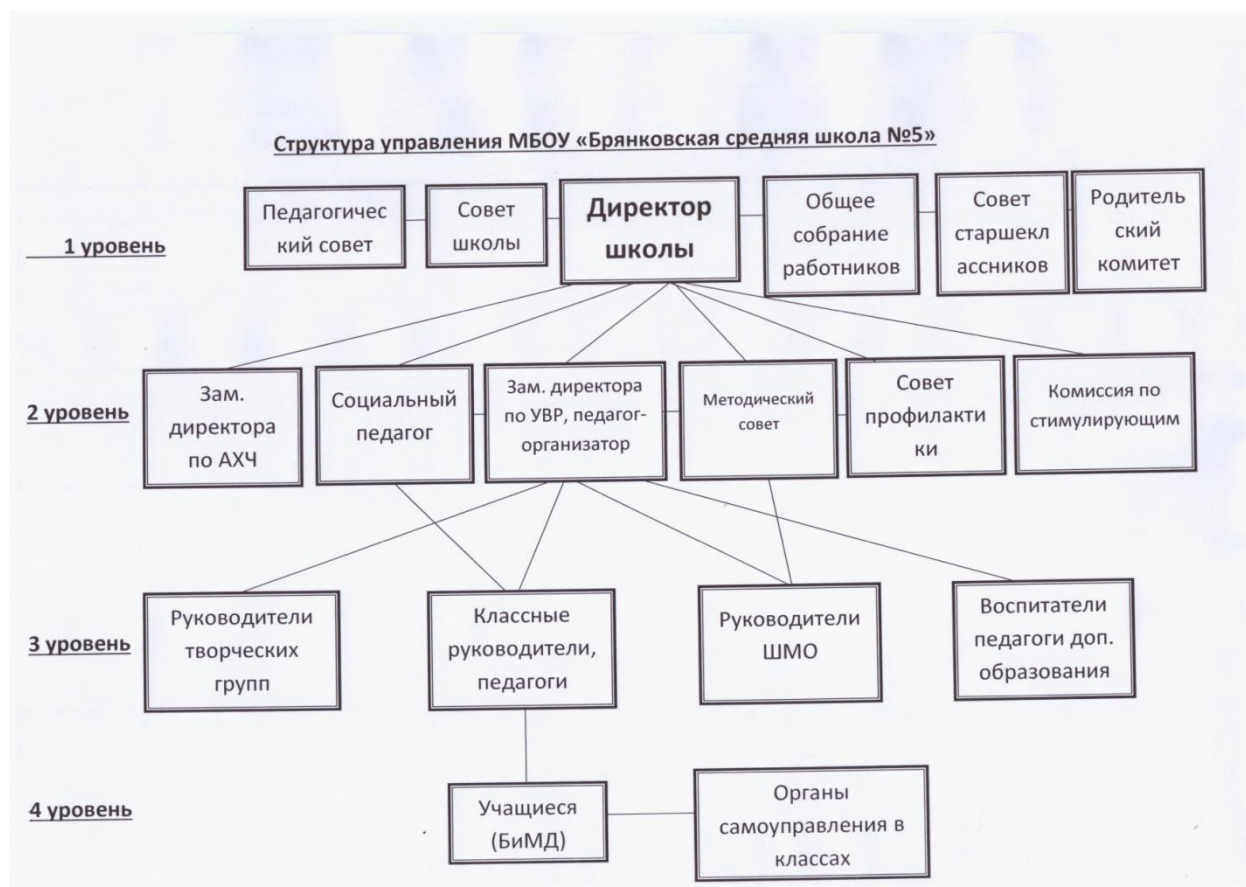 Структура управления МБОУ «Брянковская средняя школа №5»
1 уровень
Педагогичес
кий совет
Совет
школы
Директор
школы
Общее
собрание
работников
Совет
старшекл
ассников
Родитель
ский
комитет
2 уровень
Зам.
директора
по АХЧ
Социальный
педагог
Зам. директора
по УВР, педагог-
организатор
Методический
совет
Совет
профилакти
ки
Комиссия по
стимулирующим
3 уровень
Руководители
творческих
групп
Классные
руководители,
педагоги
Руководители
ШМО
Воспитатели
педагоги доп.
образования
4 уровень
Учащиеся
(БиМД)
Органы
самоуправления в
классах